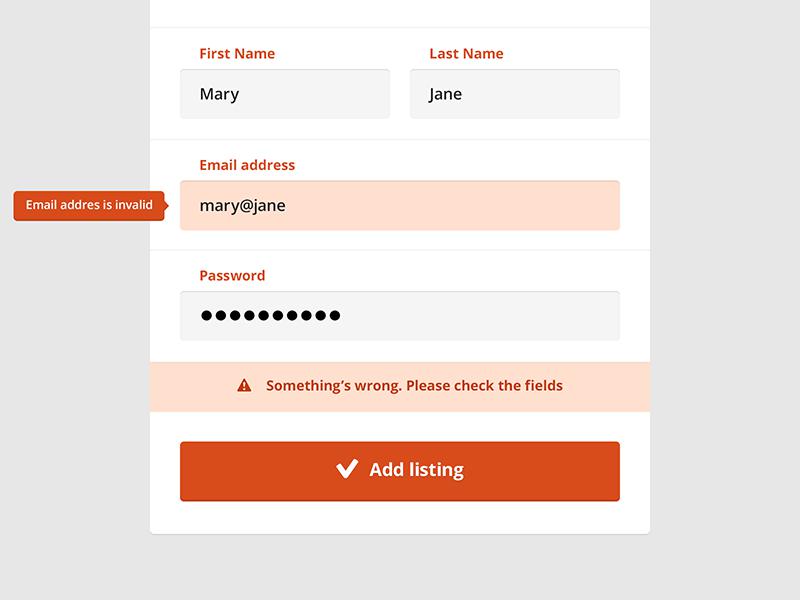 First Name
Last Name
Mary
Jane
Email address
Email addres is invalid
mary@jane
Password
Something's wrong. Please check the fields
Add listing